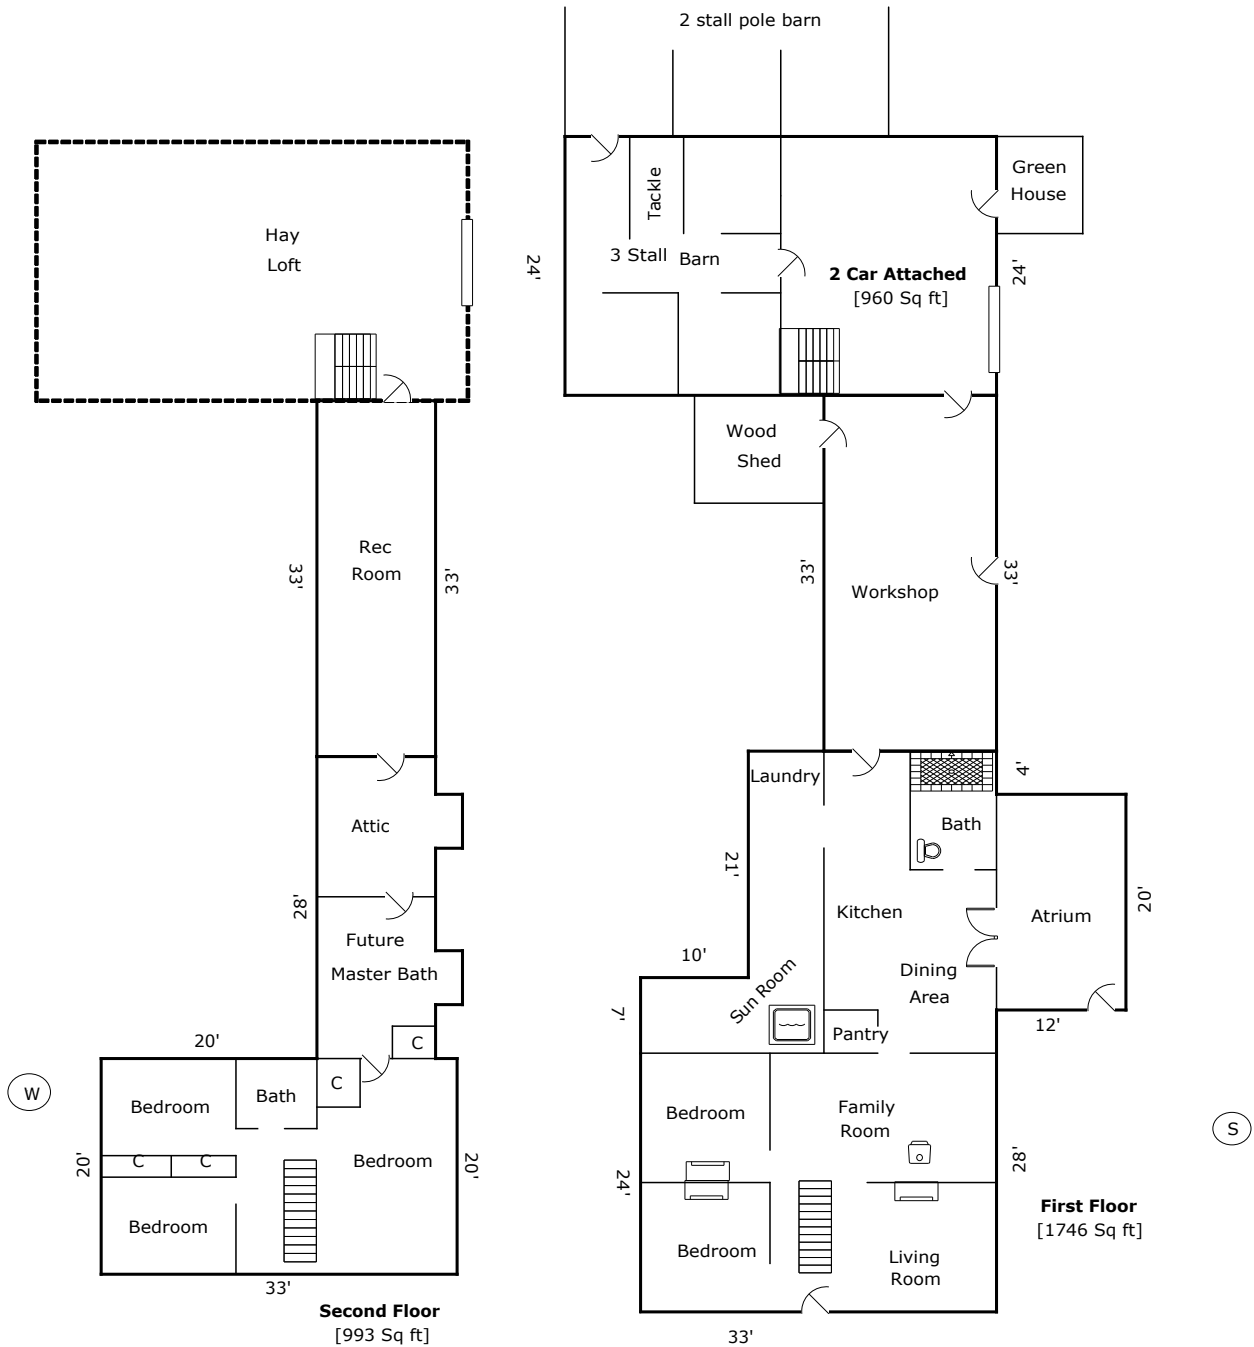 2 stall pole barn
Hay
Loft
24'
Tackle
3 Stall Barn
2 Car Attached
[960 Sq ft]
Green
House
24'
Wood
Shed
Rec
Room
33'
33'
33'
Workshop
33'
Laundry
4'
Bath
Attic
21'
28'
Kitchen
Atrium
20'
Future
Master Bath
10'
Sun Room
Dining
Area
7'
Pantry
12'
20'
C
C
W
Bedroom
Bath
Bedroom
Family
Room
S
20'
C
C
Bedroom
20'
24'
28'
Bedroom
Bedroom
Living
Room
First Floor
[1746 Sq ft]
33'
Second Floor
[993 Sq ft]
33'